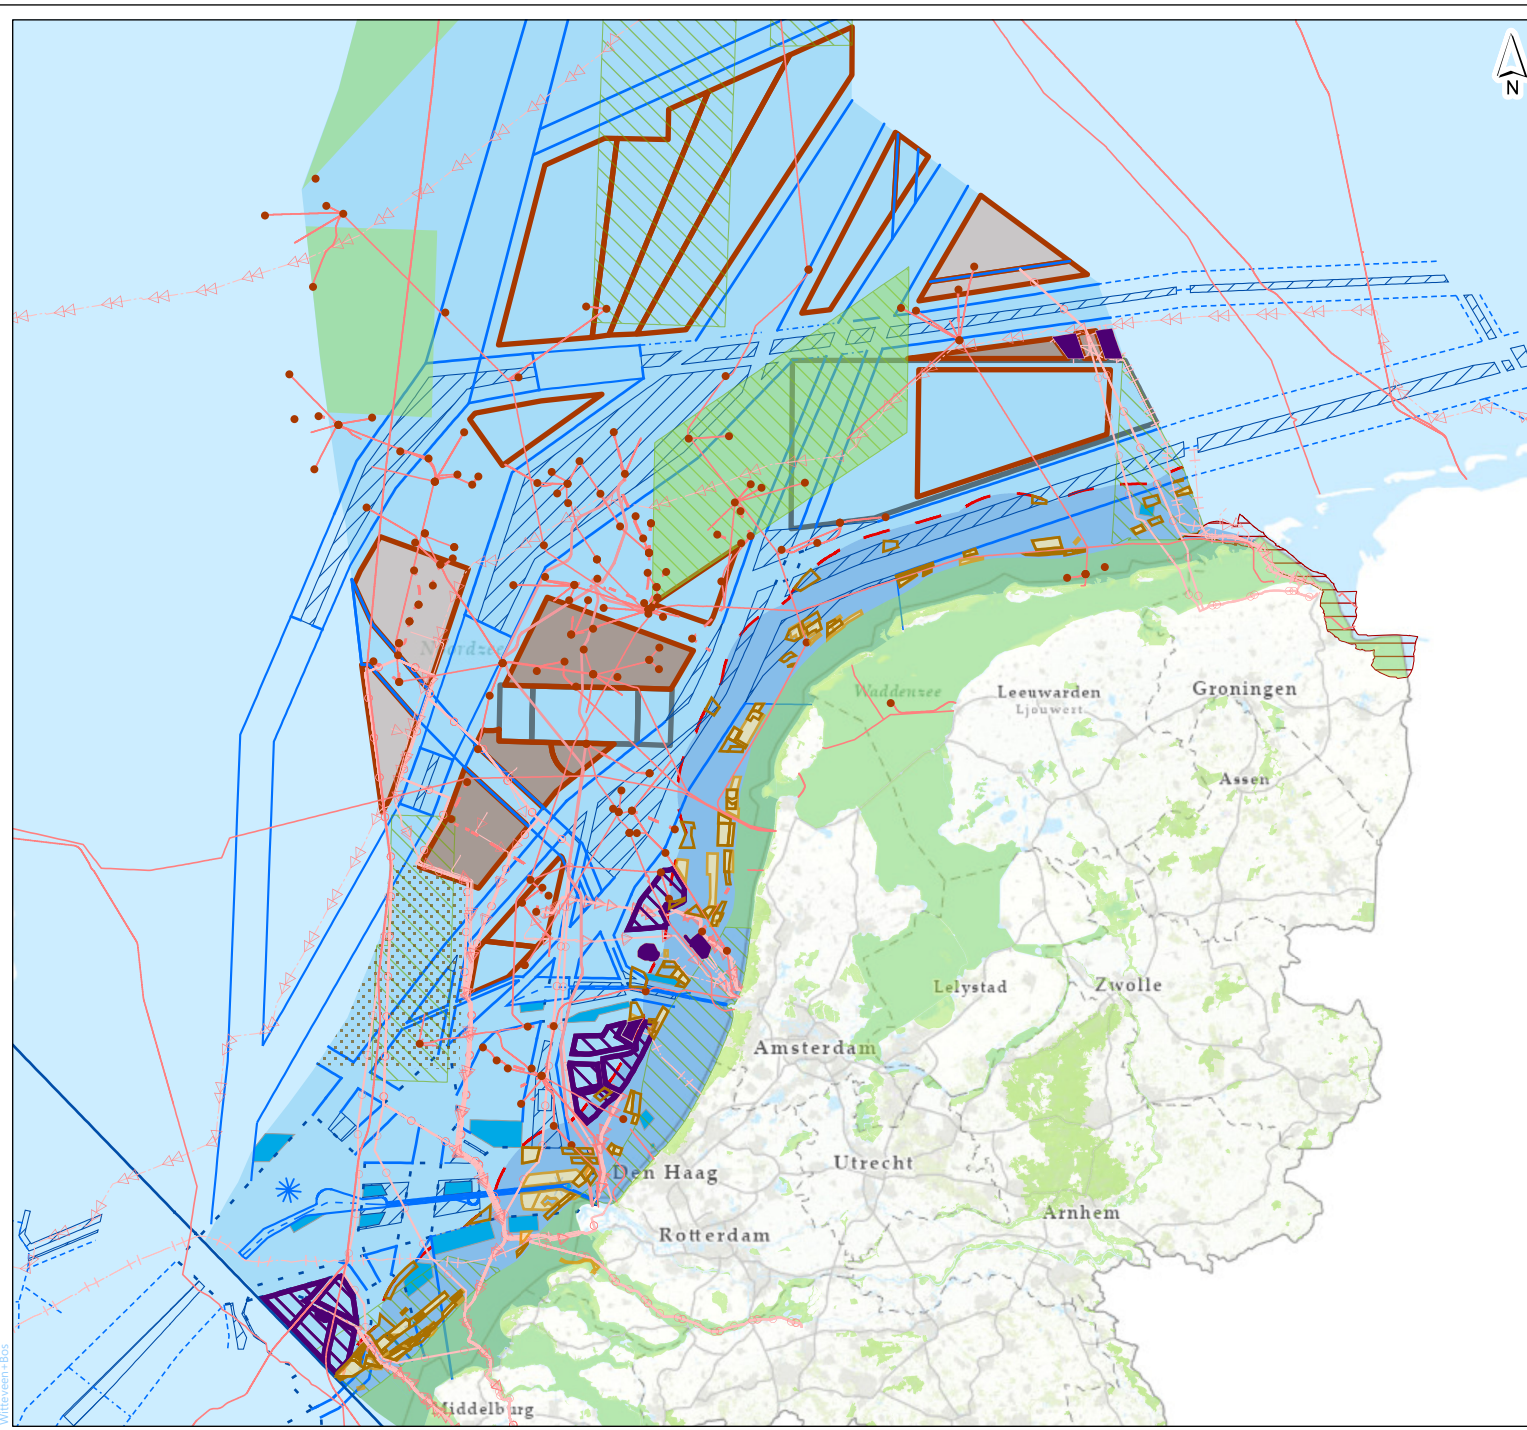 N
Noordzee
Waddenzee
Leeuwarden
Ljouwert
Groningen
Assen
Lelystad
Zwolle
Amsterdam
Utrecht
Den Haag
Arnhem
Rotterdam
Middelburg
Witteveen+Bos